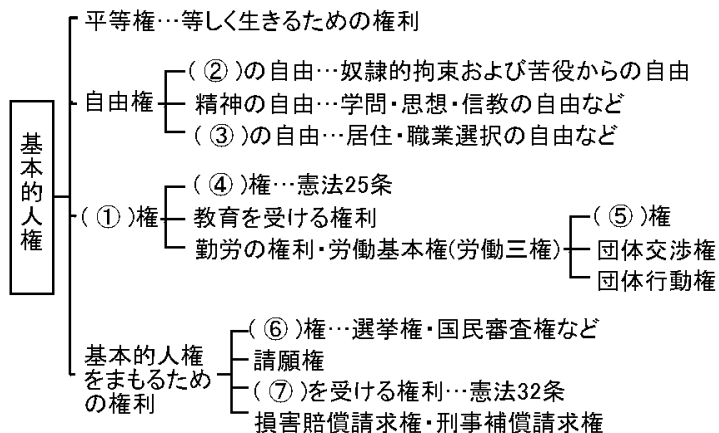 平等権…等しく生きるための権利
基本的人権
自由権
( ② )の自由…奴隷的拘束および苦役からの自由
精神の自由…学問・思想・信教の自由など
( ③ )の自由…居住・職業選択の自由など
( ① )権
( ④ )権…憲法25条
教育を受ける権利
勤労の権利・労働基本権(労働三権)
( ⑤ )権
団体交渉権
団体行動権
基本的人権
をまもるため
の権利
( ⑥ )権…選挙権・国民審査権など
請願権
( ⑦ )を受ける権利…憲法32条
損害賠償請求権・刑事補償請求権